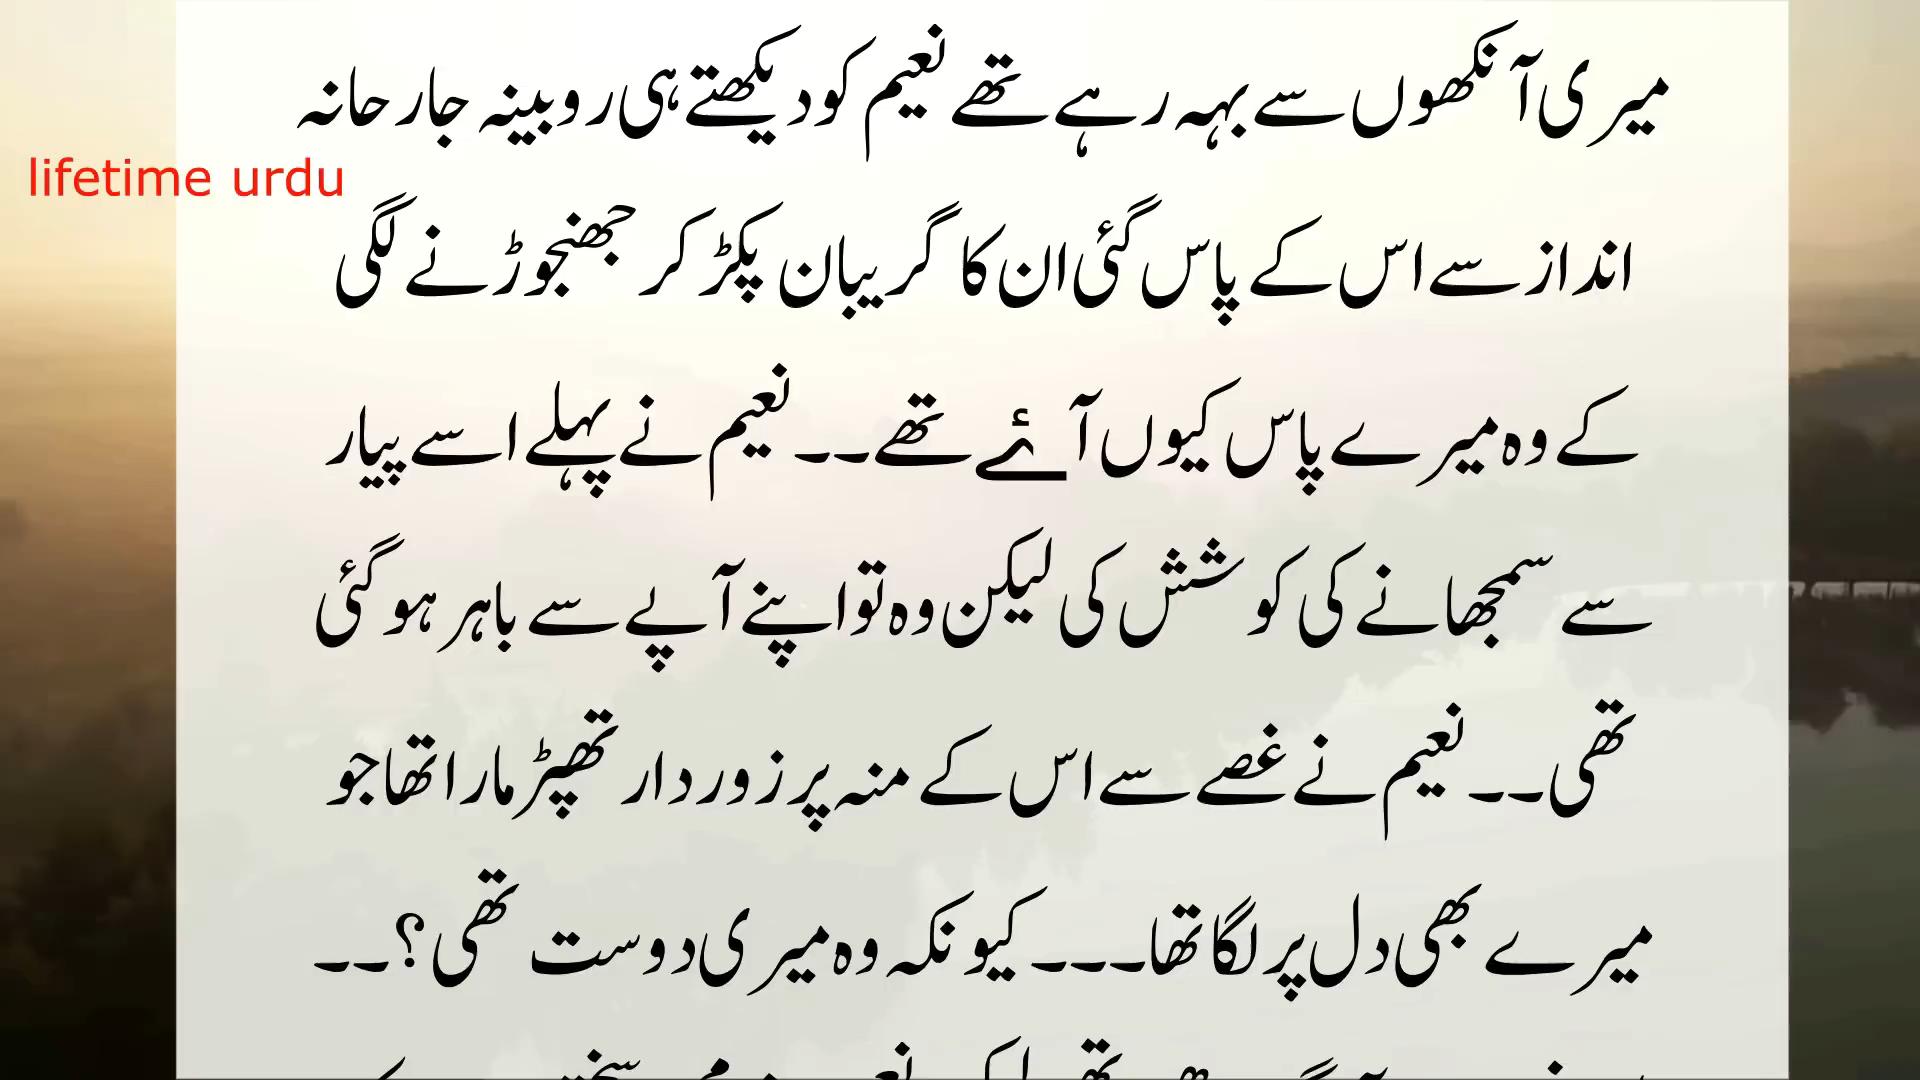 میری آنکھوں سے بہہ رہے تھے نعیم کو دیکھتے ہی روبینہ جارحانہ
lifetime urdu
انداز سے اس کے پاس گئی ان کا گریبان پکڑ کر جھنجوڑنے لگی
کے وہ میرے پاس کیوں آئے تھے۔۔ نعیم نے پہلے اسے پیار
سے سمجھانے کی کوشش کی لیکن وہ تو اپنے آپے سے باہر ہو گئی
تھی۔۔ نعیم نے غصے سے اس کے منہ پر زور دار تھپڑ مارا تھا جو
میرے بھی دل پر لگا تھا۔۔۔ کیونکہ وہ میری دوست تھی؟۔۔